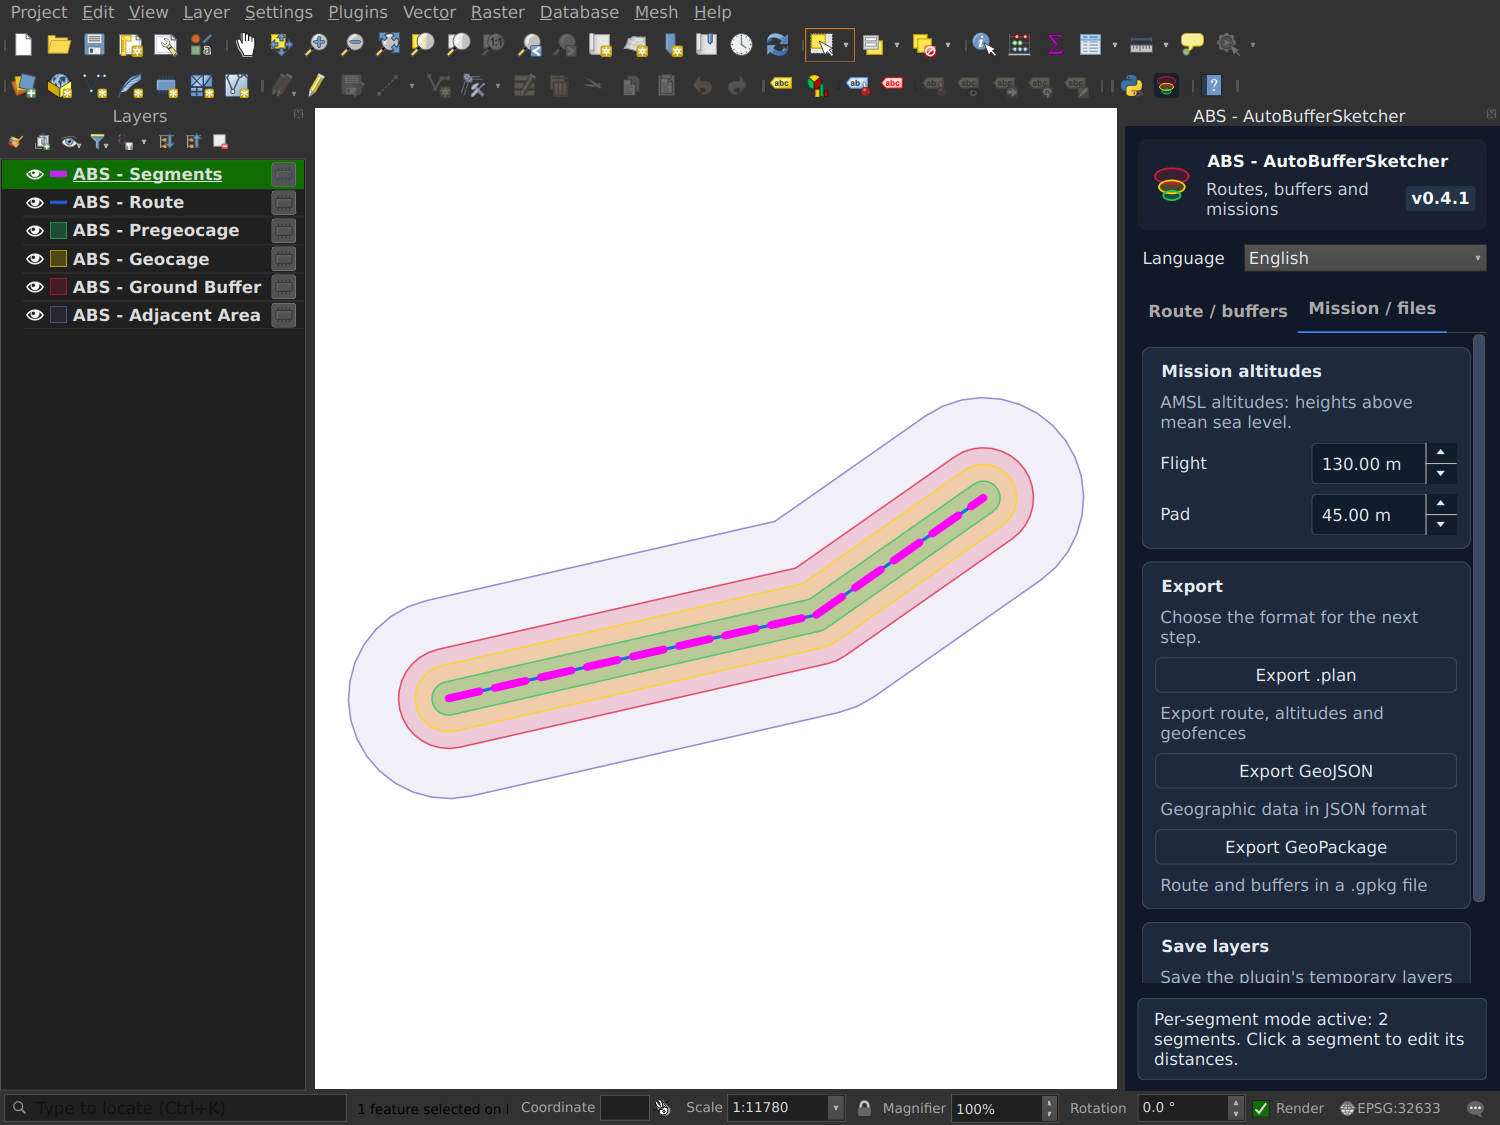 Project Edit View Layer Settings Plugins Vector Raster Database Mesh Help
Layers
ABS - Segments
ABS - Route
ABS - Pregeocage
ABS - Geocage
ABS - Ground Buffer
ABS - Adjacent Area
ABS - AutoBufferSketcher
ABS - AutoBufferSketcher
Routes, buffers and
missions
v0.4.1
Language English
Route / buffers Mission / files
Mission altitudes
AMSL altitudes: heights above
mean sea level.
Flight 130.00 m
Pad 45.00 m
Export
Choose the format for the next
step.
Export .plan
Export route, altitudes and
geofences
Export GeoJSON
Geographic data in JSON format
Export GeoPackage
Route and buffers in a .gpkg file
Save layers
Save the plugin's temporary layers
Per-segment mode active: 2
segments. Click a segment to edit its
distances.
Type to locate (Ctrl+K) 1 feature selected on Coordinate Scale 1:11780 Magnifier 100% Rotation 0.0 ° Render EPSG:32633